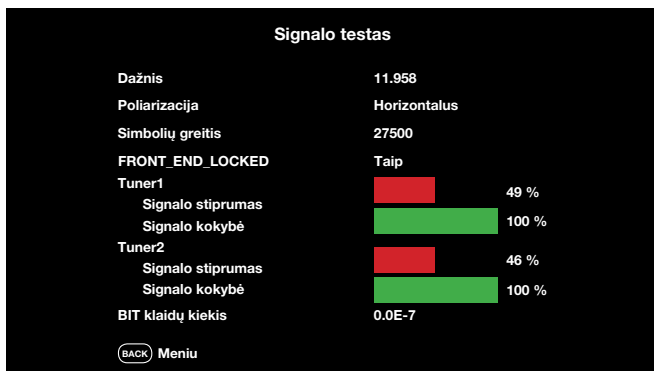 Signalo testas
Dažnis 11.958
Poliarizacija Horizontalus
Simbolių greitis 27500
FRONT_END_LOCKED Taip
Tuner1
Signalo stiprumas 49 %
Signalo kokybė 100 %
Tuner2
Signalo stiprumas 46 %
Signalo kokybė 100 %
BIT klaidų kiekis 0.0E-7
BACK Meniu